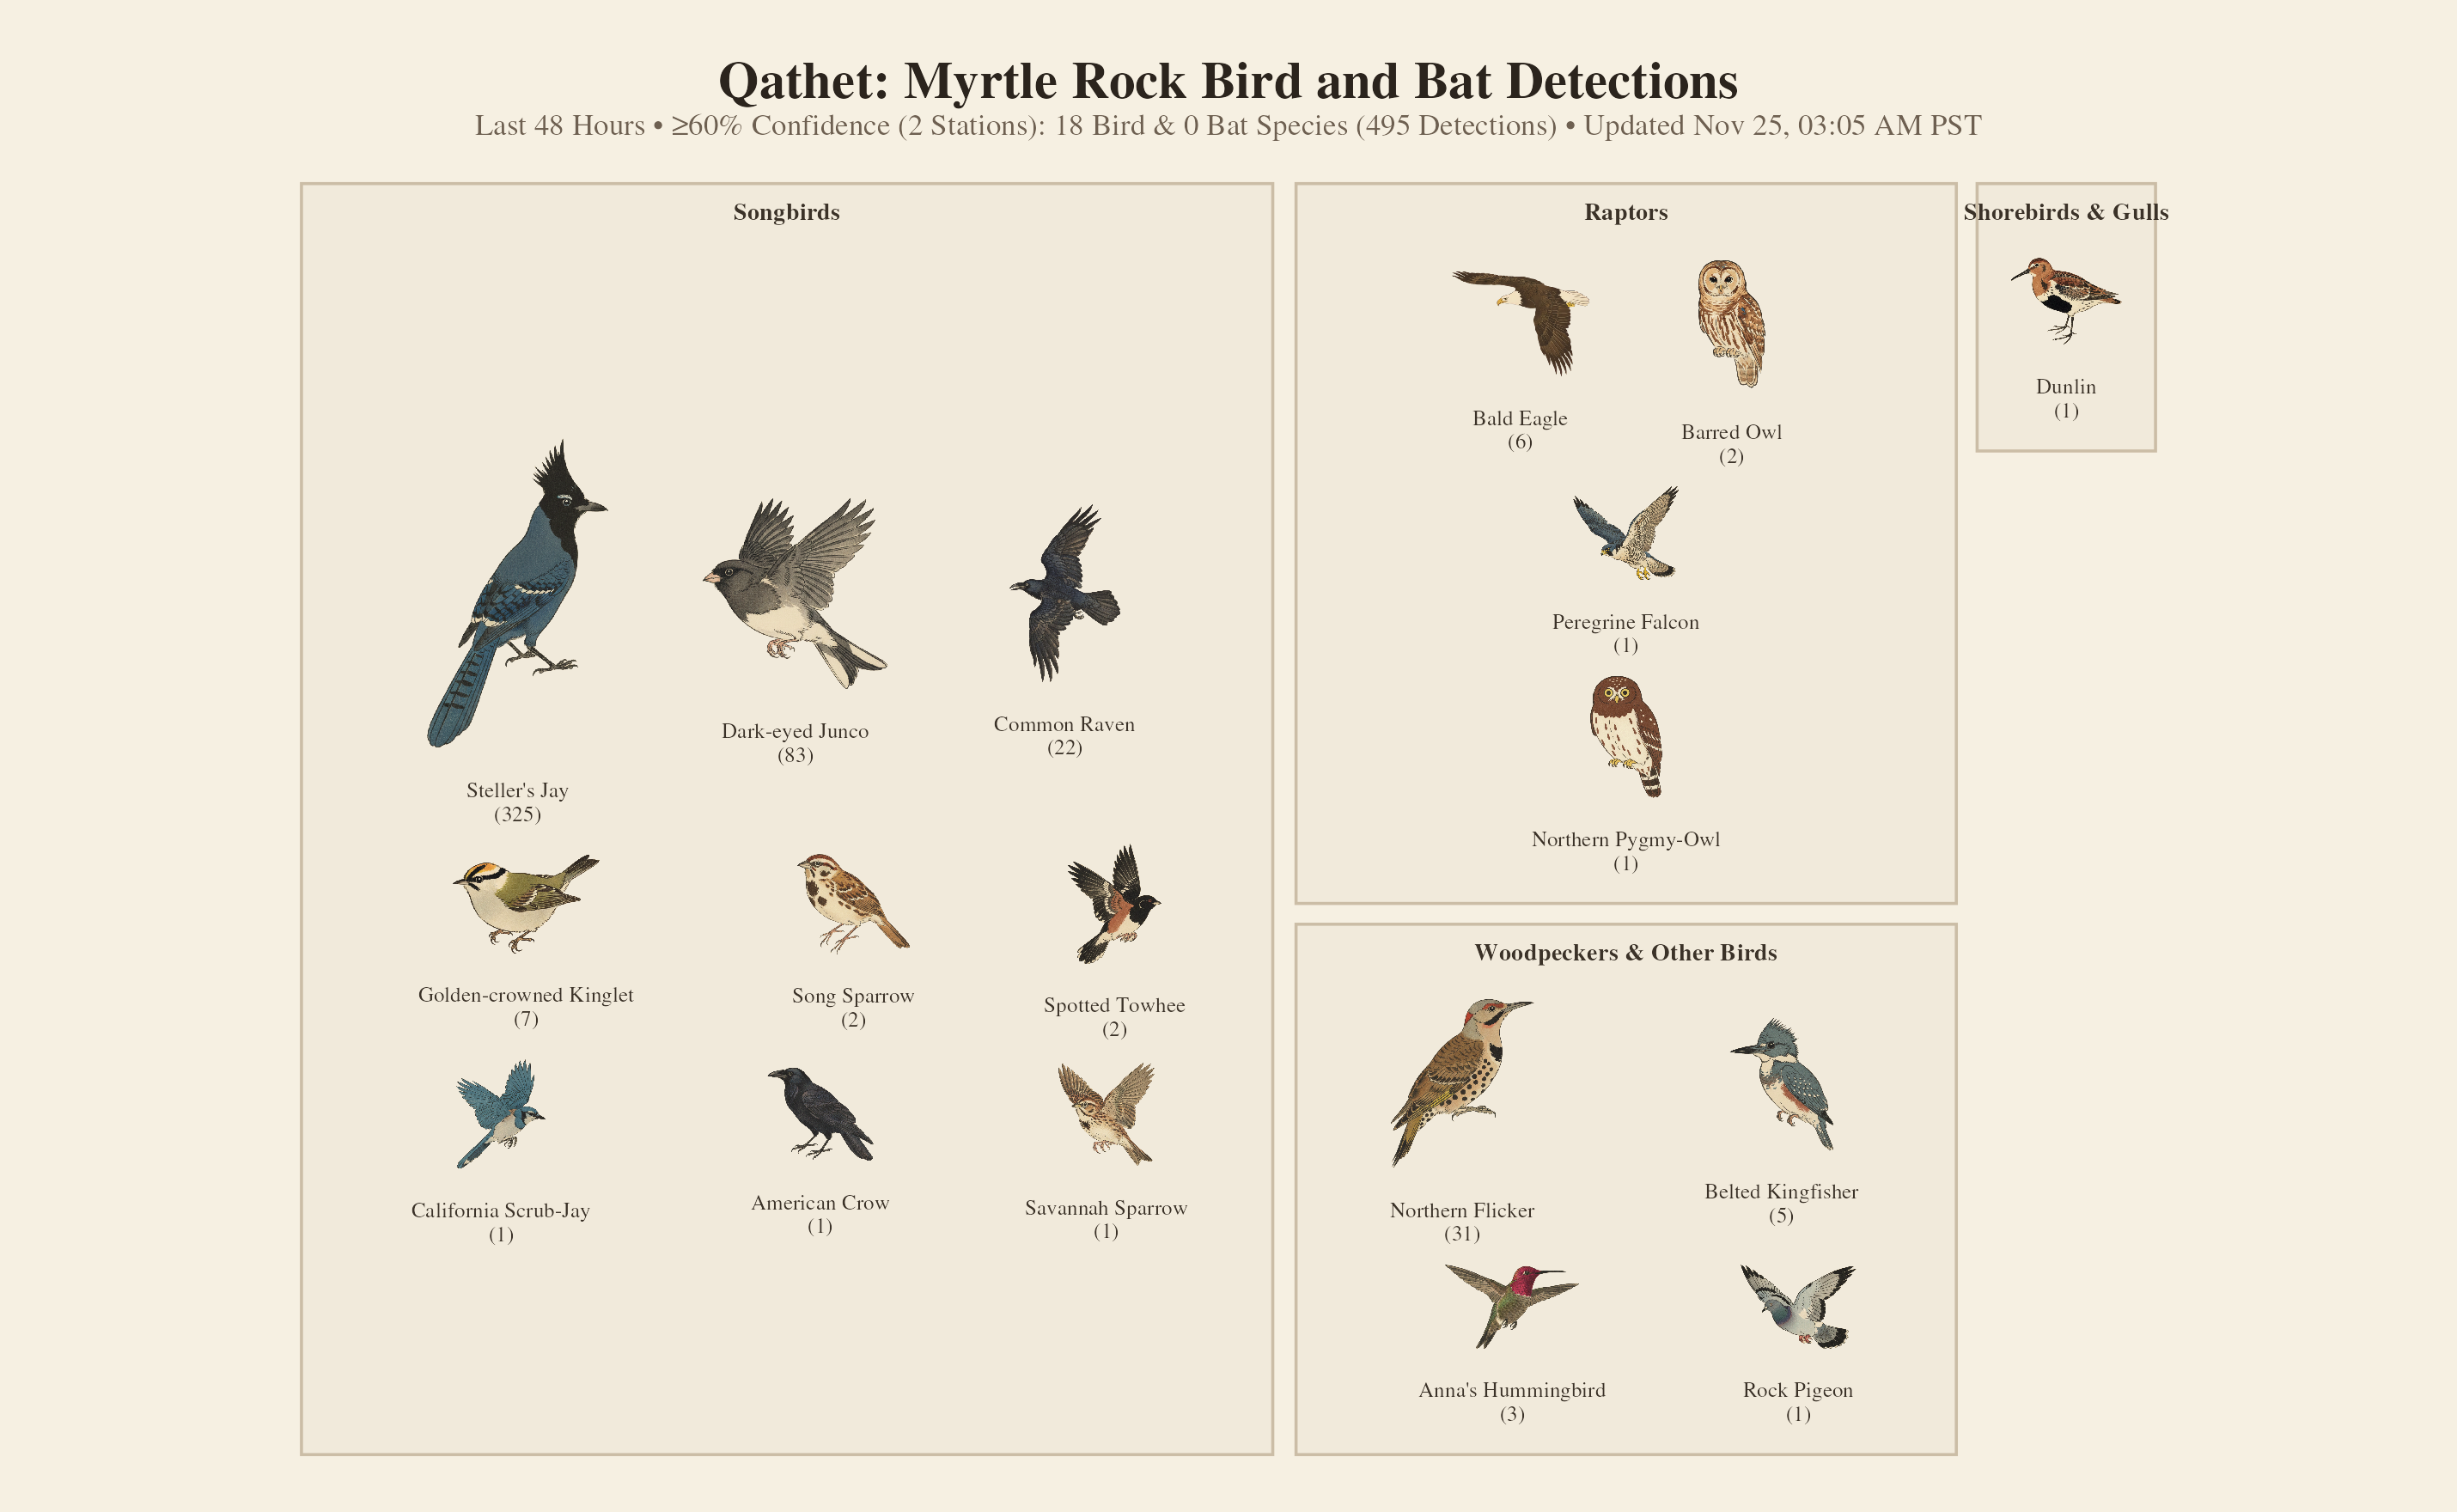 Qathet: Myrtle Rock Bird and Bat Detections
Last 48 Hours • ≥60% Confidence (2 Stations): 18 Bird & 0 Bat Species (495 Detections) • Updated Nov 25, 03:05 AM PST
Songbirds
Steller's Jay
(325)
Dark-eyed Junco
(83)
Common Raven
(22)
Golden-crowned Kinglet
(7)
Song Sparrow
(2)
Spotted Towhee
(2)
California Scrub-Jay
(1)
American Crow
(1)
Savannah Sparrow
(1)
Raptors
Bald Eagle
(6)
Barred Owl
(2)
Peregrine Falcon
(1)
Northern Pygmy-Owl
(1)
Woodpeckers & Other Birds
Northern Flicker
(31)
Belted Kingfisher
(5)
Anna's Hummingbird
(3)
Rock Pigeon
(1)
Shorebirds & Gulls
Dunlin
(1)